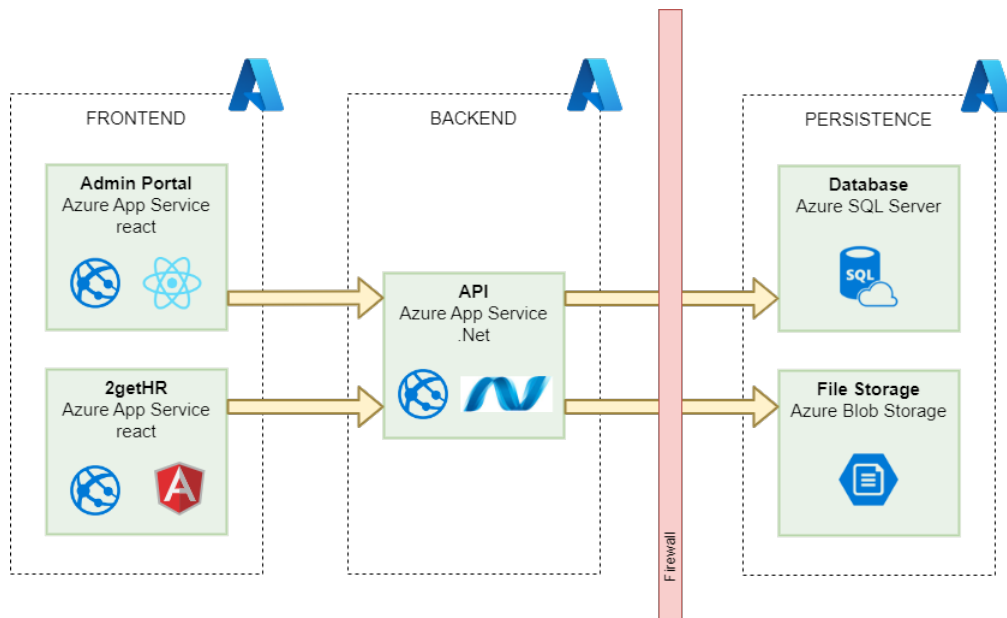 FRONTEND
Admin Portal
Azure App Service
react
2getHR
Azure App Service
react
BACKEND
API
Azure App Service
.Net
Firewall
PERSISTENCE
Database
Azure SQL Server
SQL
File Storage
Azure Blob Storage